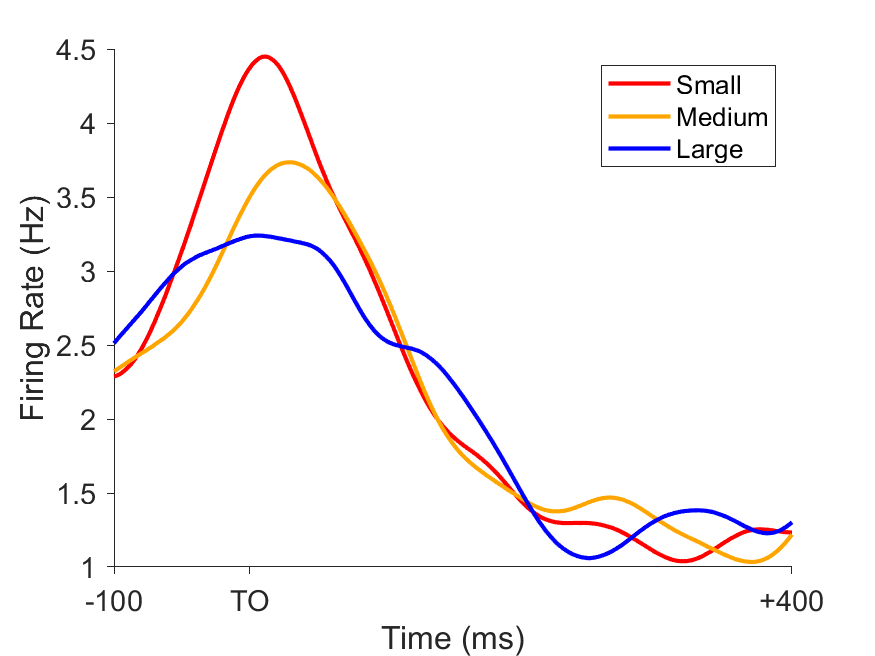 4.5
4
3.5
3
2.5
2
1.5
1
Firing Rate (Hz)
Small
Medium
Large
-100 TO +400
Time (ms)